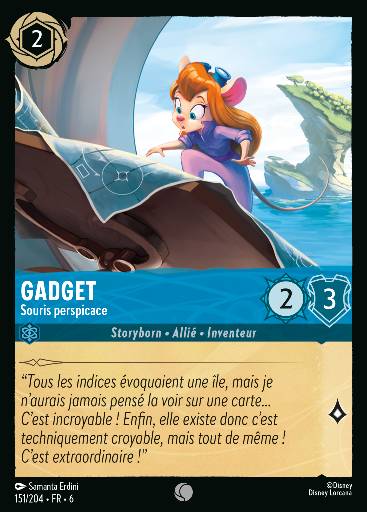 2
GADGET
Souris perspicace
2
3
Storyborn • Allié • Inventeur
“Tous les indices évoquaient une île, mais je
n’aurais jamais pensé la voir sur une carte...
C’est incroyable ! Enfin, elle existe donc c’est
techniquement croyable, mais tout de même !
C’est extraordinaire !”
Samanta Erdini
©Disney
151/204 • FR • 6
Disney Lorcana